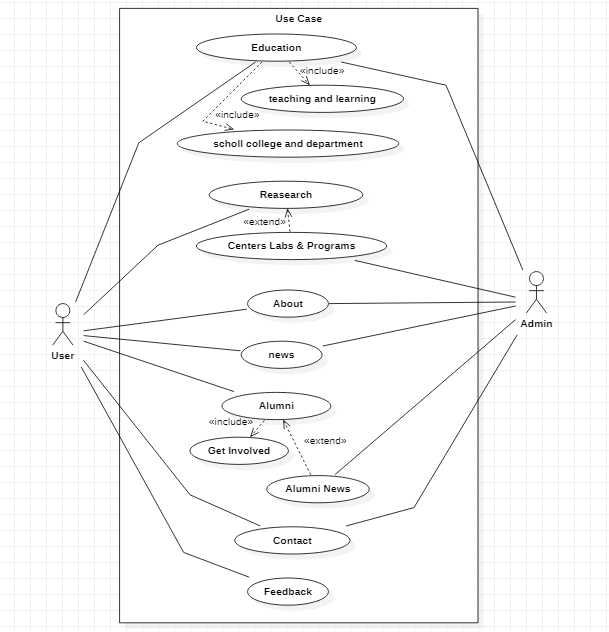 Use Case
Education
«include»
teaching and learning
«include»
scholl college and department
Reasearch
«extend»
Centers Labs & Programs
About
Admin
news
User
Alumni
«include»
«extend»
Get Involved
Alumni News
Contact
Feedback